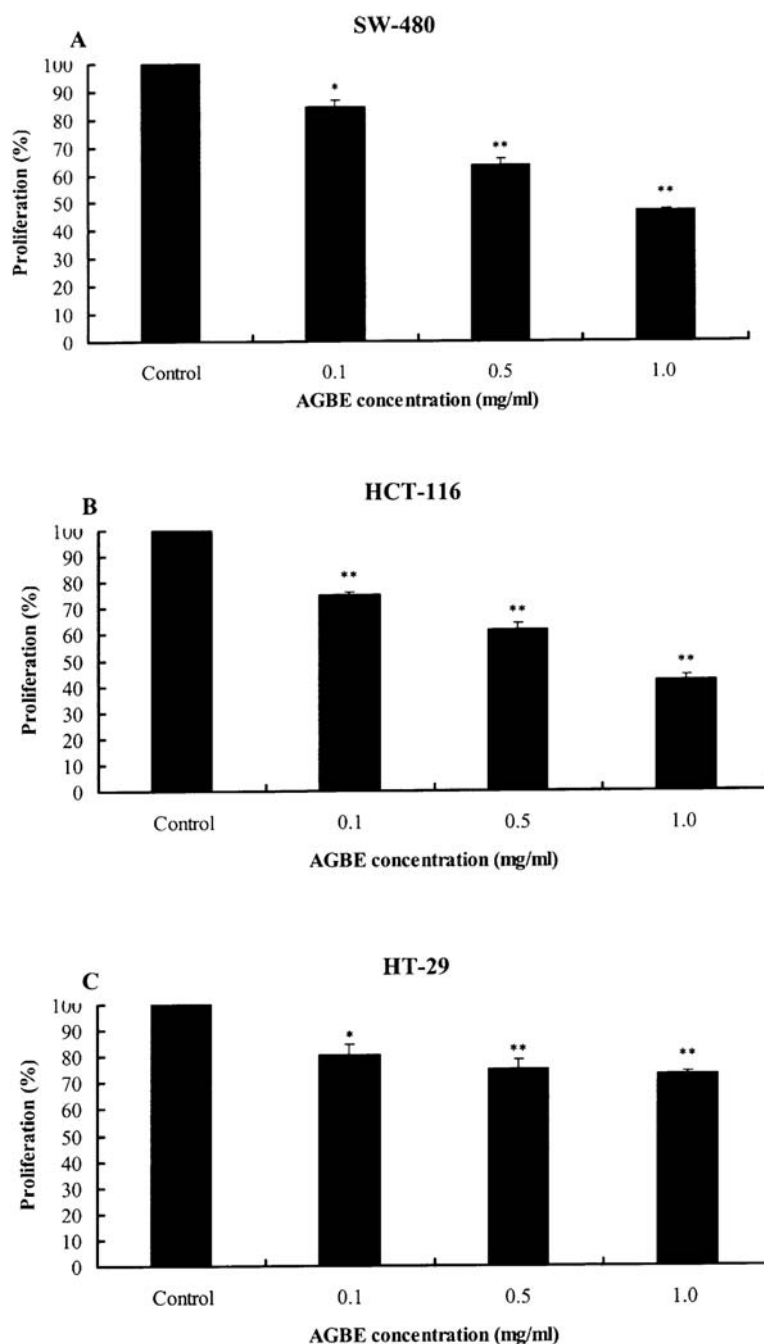 A
SW-480
Proliferation (%)
100
90
80
70
60
50
40
30
20
10
0
*
**
**
Control 0.1 0.5 1.0
AGBE concentration (mg/ml)
B
HCT-116
Proliferation (%)
100
90
80
70
60
50
40
30
20
10
0
**
**
**
Control 0.1 0.5 1.0
AGBE concentration (mg/ml)
C
HT-29
Proliferation (%)
100
90
80
70
60
50
40
30
20
10
0
*
**
**
Control 0.1 0.5 1.0
AGBE concentration (mg/ml)